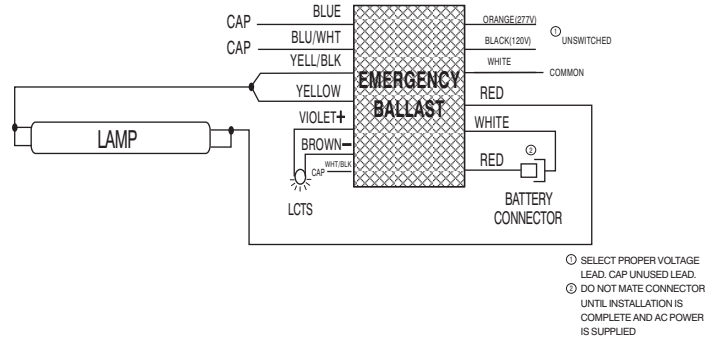 BLUE
CAP
BLU/WHT
CAP
YELL/BLK
YELLOW
VIOLET+
BROWN–
WHT/BLK
CAP
LCTS
LAMP
EMERGENCY
BALLAST
ORANGE(277V)
① UNSWITCHED
BLACK(120V)
WHITE
COMMON
RED
WHITE
RED
②
BATTERY
CONNECTOR
① SELECT PROPER VOLTAGE
LEAD. CAP UNUSED LEAD.
② DO NOT MATE CONNECTOR
UNTIL INSTALLATION IS
COMPLETE AND AC POWER
IS SUPPLIED